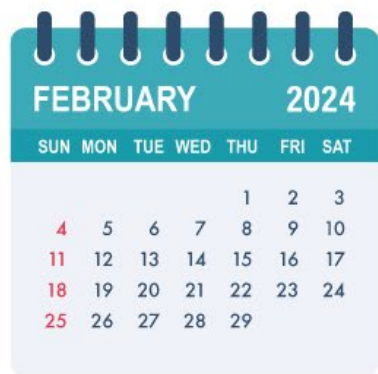 FEBRUARY 2024
SUN MON TUE WED THU FRI SAT
1 2 3
4 5 6 7 8 9 10
11 12 13 14 15 16 17
18 19 20 21 22 23 24
25 26 27 28 29